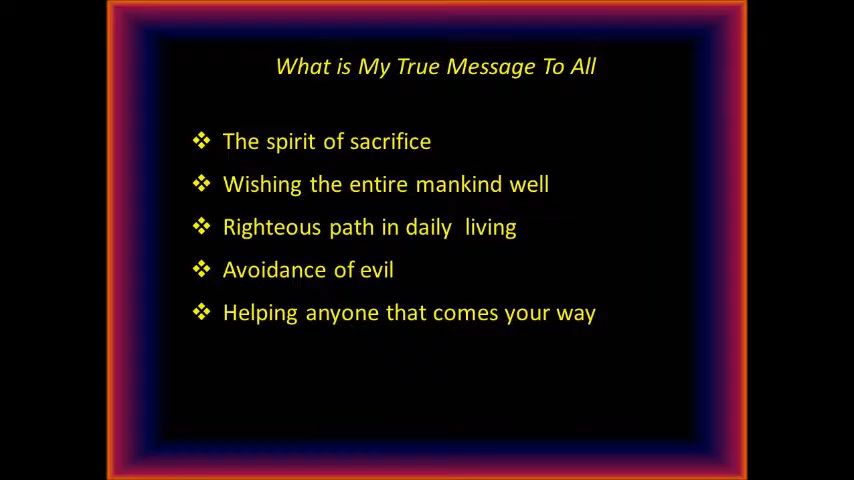 What is My True Message To All
❖ The spirit of sacrifice
❖ Wishing the entire mankind well
❖ Righteous path in daily  living
❖ Avoidance of evil
❖ Helping anyone that comes your way